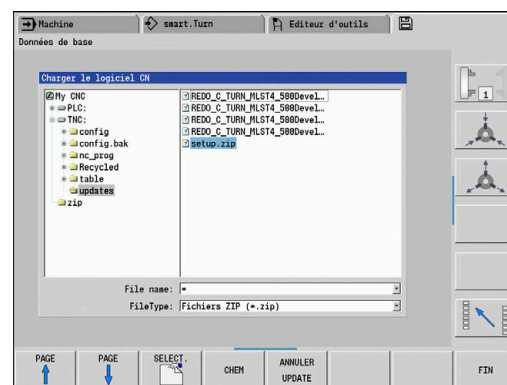 Machine
smart.Turn
Editeur d'outils
Données de base
Charger le logiciel CN
My CNC
PLC:
TNC:
config
config.bak
nc_prog
Recycled
table
updates
zip
REDO_C_TURN_MLST4_500Devel...
REDO_C_TURN_MLST4_500Devel...
REDO_C_TURN_MLST4_500Devel...
REDO_C_TURN_MLST4_500Devel...
setup.zip
File name: *
FileType: Fichiers ZIP (*.zip)
1
PAGE
PAGE
SELECT.
CHEM
ANNULER
UPDATE
FIN